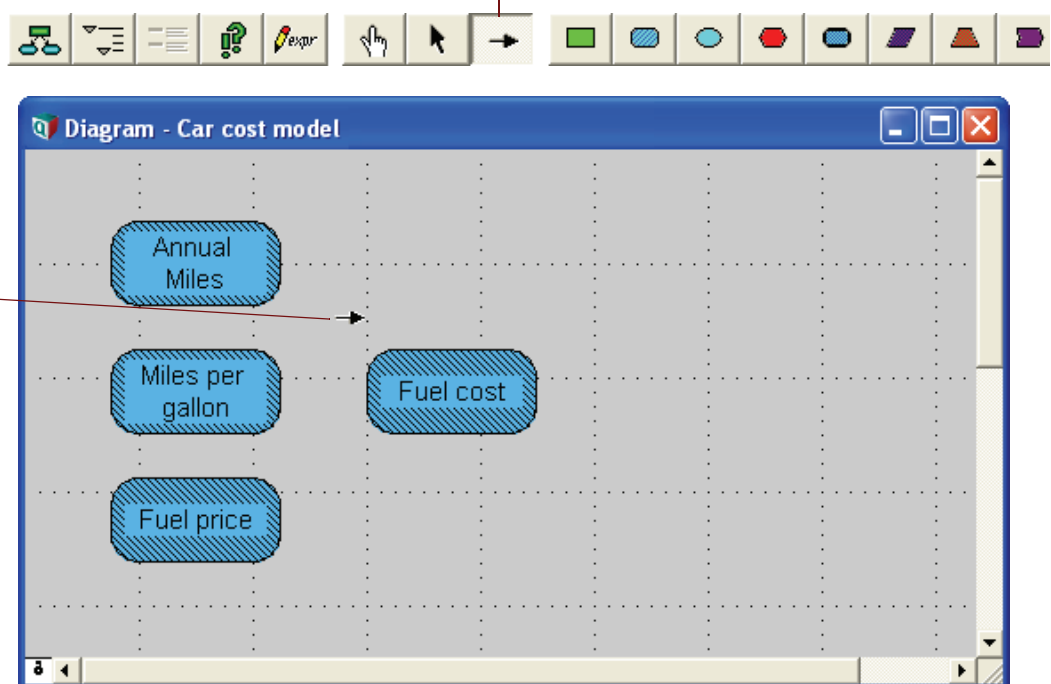 expr
Diagram - Car cost model
Annual
Miles
Miles per
gallon
Fuel cost
Fuel price